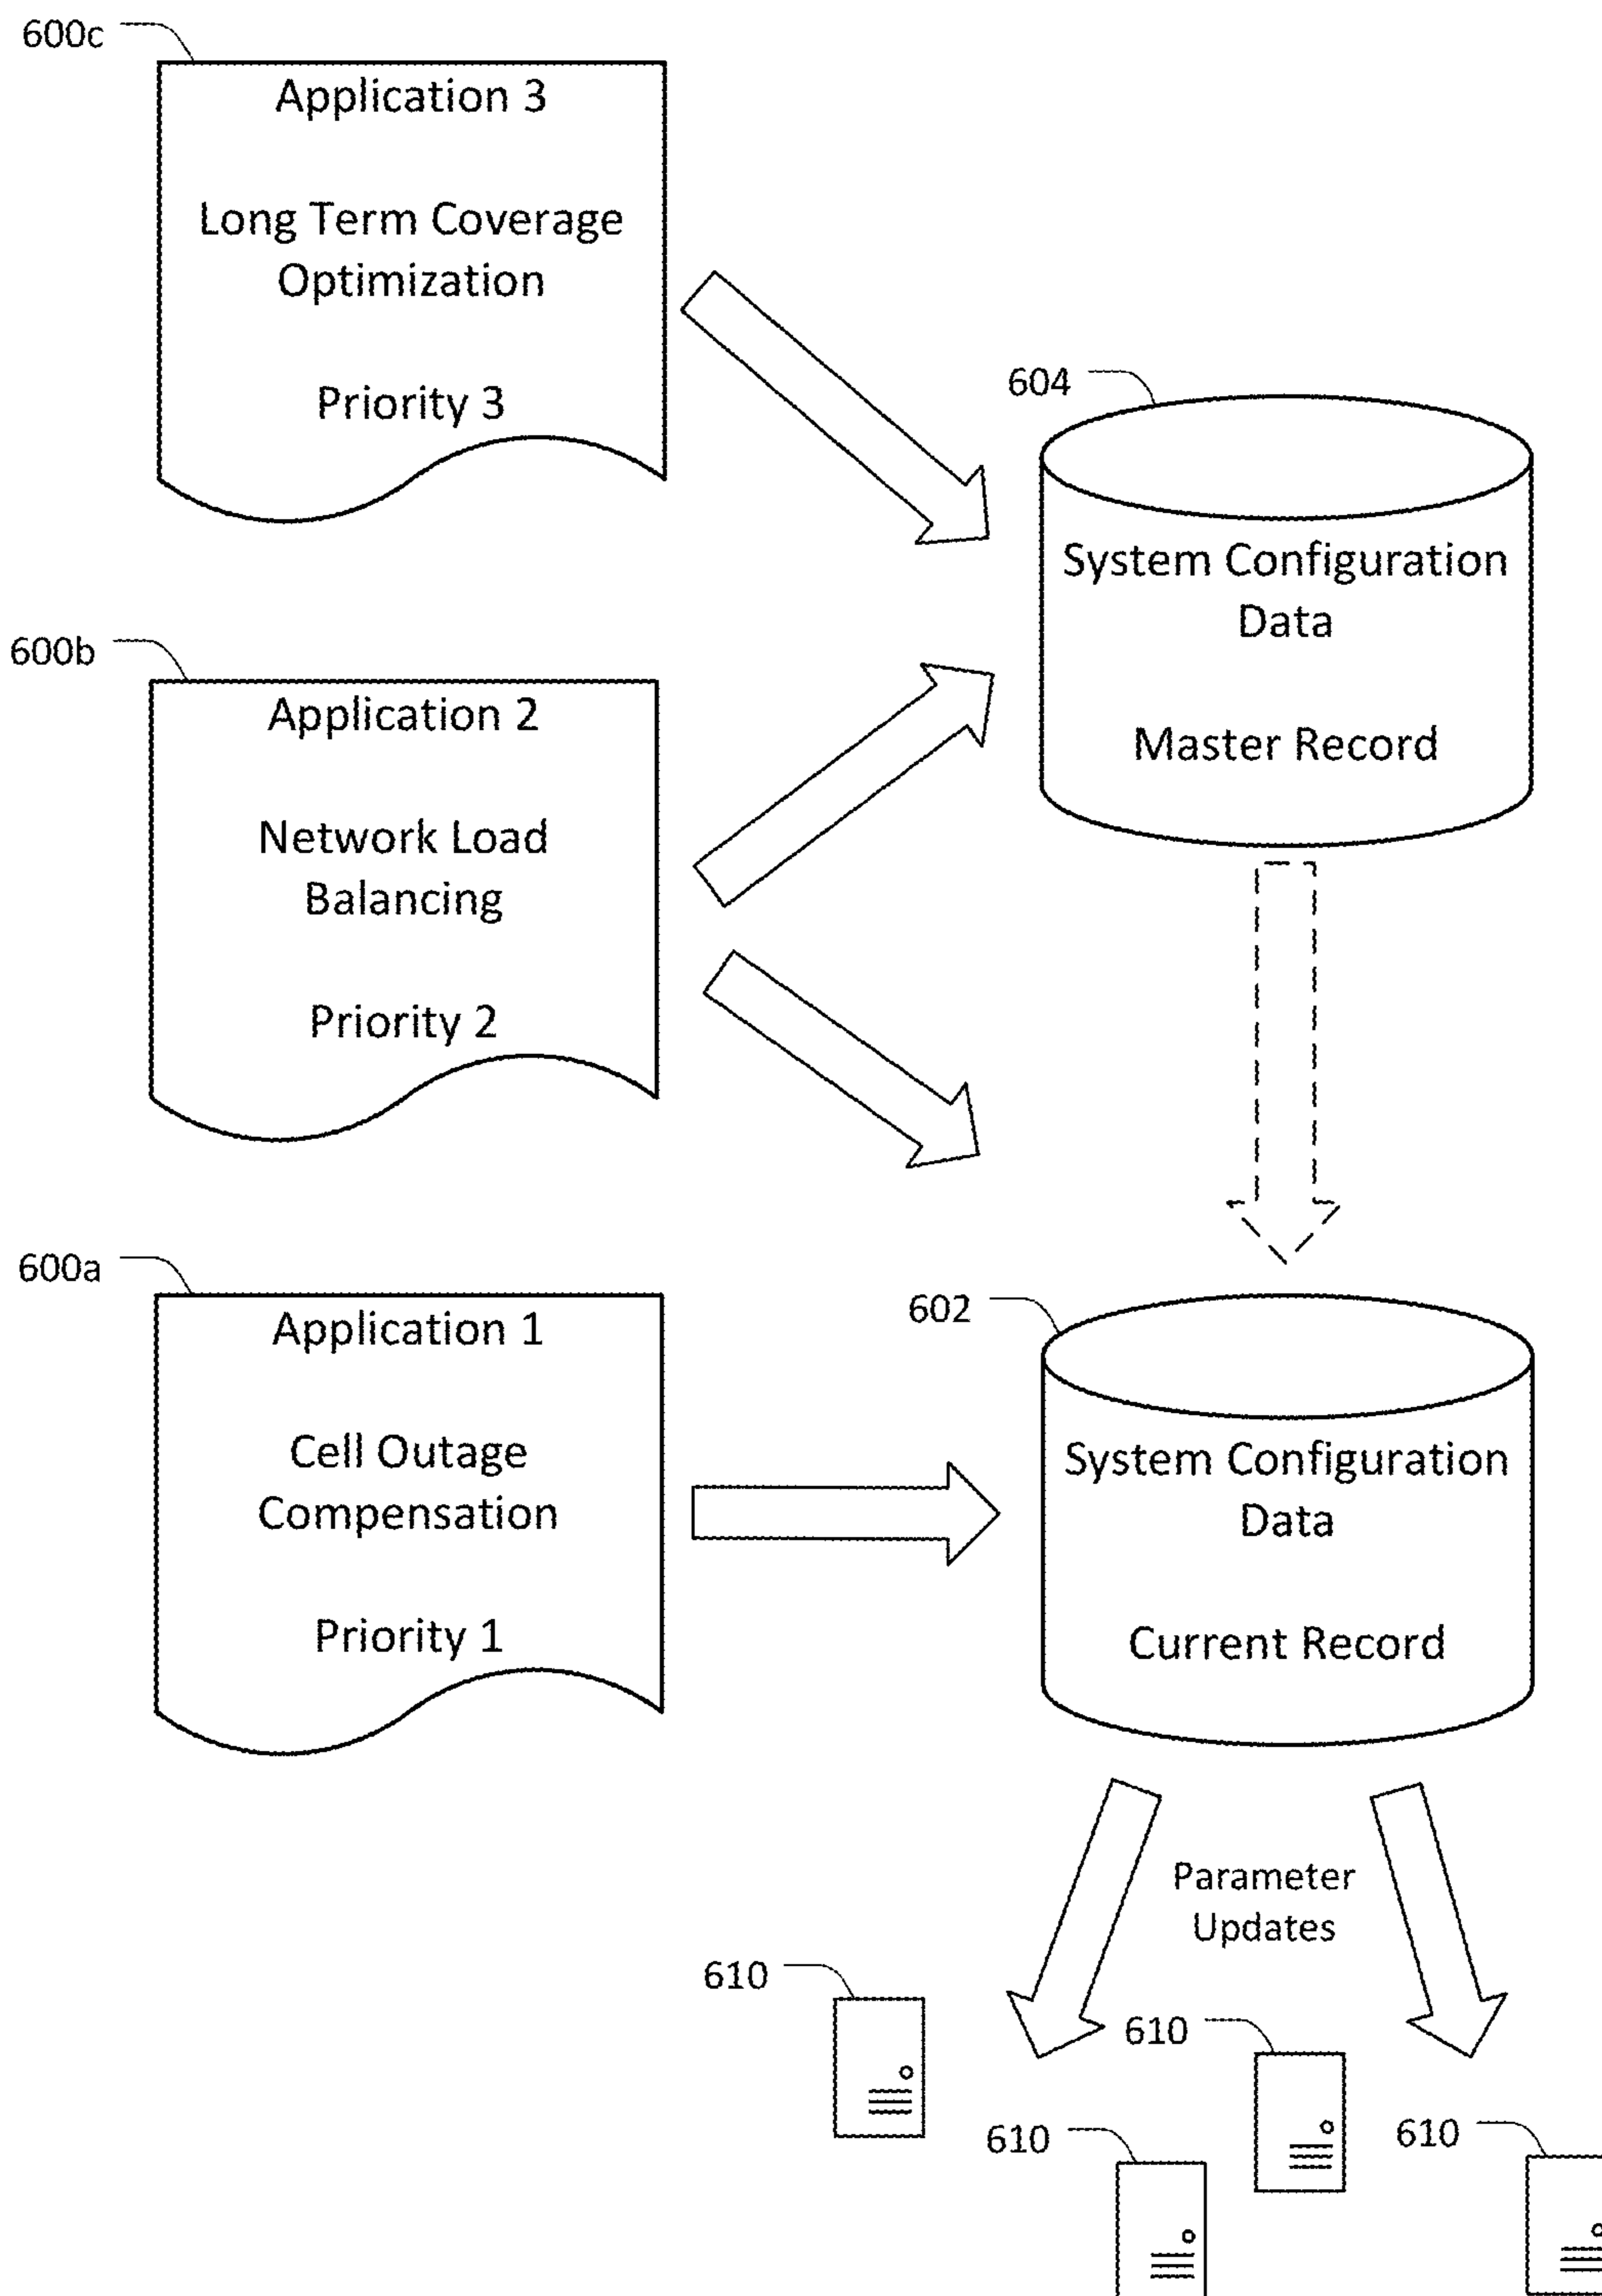 600c
Application 3
Long Term Coverage
Optimization
Priority 3
604
System Configuration
Data
Master Record
600b
Application 2
Network Load
Balancing
Priority 2
600a
Application 1
Cell Outage
Compensation
Priority 1
602
System Configuration
Data
Current Record
Parameter
Updates
610
610
610
610